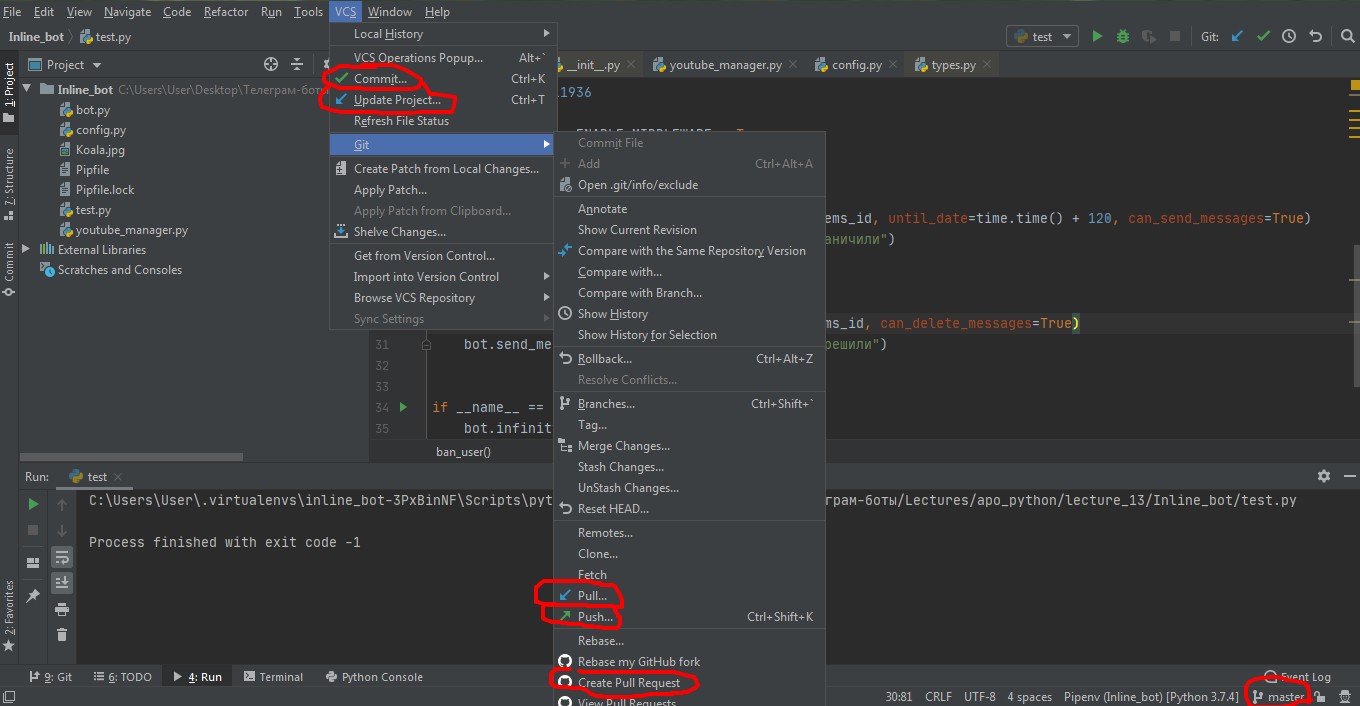 File Edit View Navigate Code Refactor Run Tools VCS Window Help
Inline_bot test.py
test Git:
1: Project
7: Structure
Commit
2: Favorites
Project
Inline_bot C:\Users\User\Desktop\Телеграм-боты
bot.py
config.py
Koala.jpg
Pipfile
Pipfile.lock
test.py
youtube_manager.py
External Libraries
Scratches and Consoles
Local History
VCS Operations Popup... Alt+`
Commit... Ctrl+K
Update Project... Ctrl+T
Refresh File Status
Git
Create Patch from Local Changes...
Apply Patch...
Apply Patch from Clipboard...
Shelve Changes...
Get from Version Control...
Import into Version Control
Browse VCS Repository
Sync Settings
__init__.py youtube_manager.py config.py types.py
1936
ENABLE_MIDDLEWARE = True
Commit File
Add Ctrl+Alt+A
Open .git/info/exclude
Annotate
Show Current Revision
Compare with the Same Repository Version
Compare with...
Compare with Branch...
Show History
Show History for Selection
Rollback... Ctrl+Alt+Z
Resolve Conflicts...
Branches... Ctrl+Shift+`
Tag...
Merge Changes...
Stash Changes...
UnStash Changes...
Reset HEAD...
Remotes...
Clone...
Fetch
Pull...
Push... Ctrl+Shift+K
Rebase...
Rebase my GitHub fork
Create Pull Request
View Pull Requests
ems_id, until_date=time.time() + 120, can_send_messages=True)
аничили")
ms_id, can_delete_messages=True)
решили")
31 bot.send_me
32
33
34 if __name__ ==
35 bot.infinit
ban_user()
Run: test
C:\Users\User\.virtualenvs\inline_bot-3PxBinNF\Scripts\pyt грам-боты/Lectures/apo_python/lecture_13/Inline_bot/test.py
Process finished with exit code -1
9: Git 6: TODO 4: Run Terminal Python Console Event Log
30:81 CRLF UTF-8 4 spaces Pipenv (Inline_bot) [Python 3.7.4] master